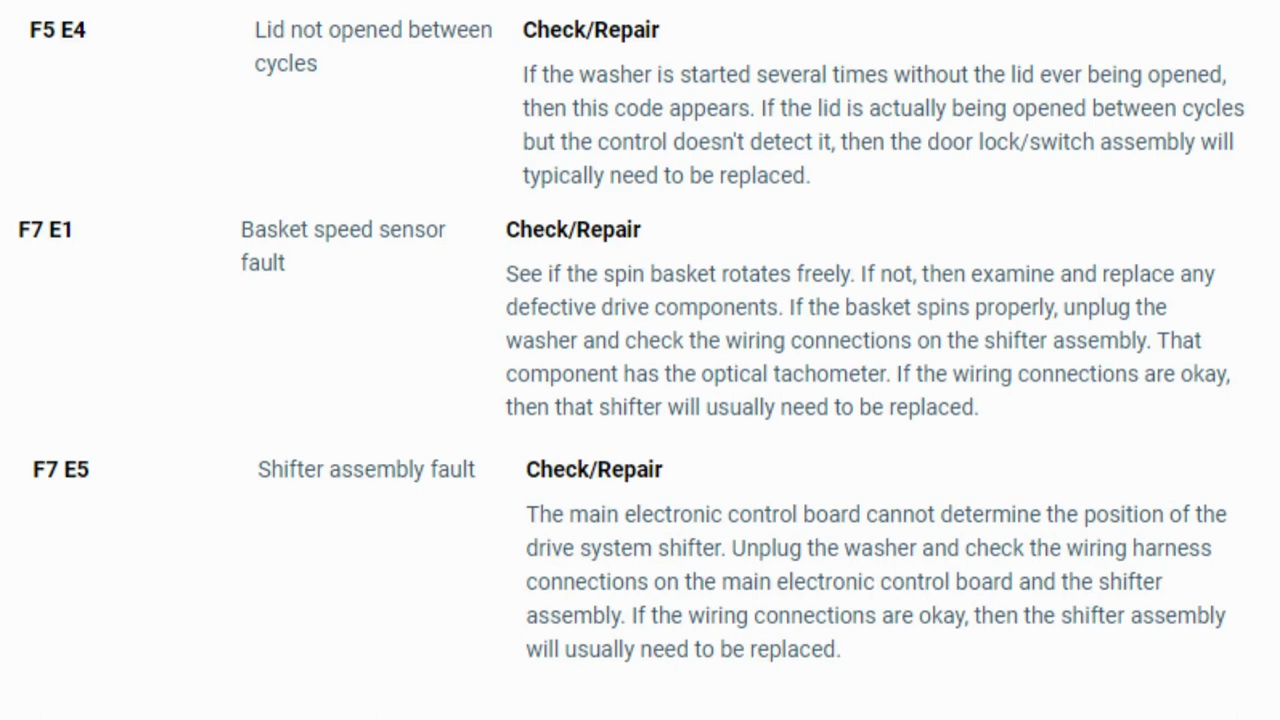 F5 E4
Lid not opened between
cycles
Check/Repair
If the washer is started several times without the lid ever being opened,
then this code appears. If the lid is actually being opened between cycles
but the control doesn't detect it, then the door lock/switch assembly will
typically need to be replaced.
F7 E1
Basket speed sensor
fault
Check/Repair
See if the spin basket rotates freely. If not, then examine and replace any
defective drive components. If the basket spins properly, unplug the
washer and check the wiring connections on the shifter assembly. That
component has the optical tachometer. If the wiring connections are okay,
then that shifter will usually need to be replaced.
F7 E5
Shifter assembly fault
Check/Repair
The main electronic control board cannot determine the position of the
drive system shifter. Unplug the washer and check the wiring harness
connections on the main electronic control board and the shifter
assembly. If the wiring connections are okay, then the shifter assembly
will usually need to be replaced.